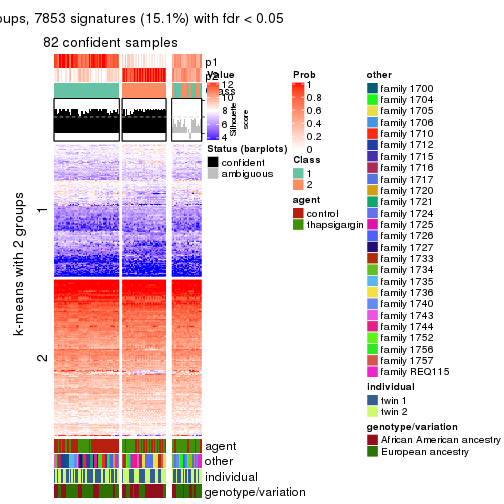 oups, 7853 signatures (15.1%) with fdr < 0.05
82 confident samples
p1
p2
Class
Silhouette
score
1
2
k-means with 2 groups
agent
other
individual
genotype/variation
Value
12
10
8
6
4
Status (barplots)
confident
ambiguous
Prob
1
0.8
0.6
0.4
0.2
0
Class
1
2
agent
control
thapsigargin
other
family 1700
family 1704
family 1705
family 1706
family 1710
family 1712
family 1715
family 1716
family 1717
family 1720
family 1721
family 1724
family 1725
family 1726
family 1727
family 1733
family 1734
family 1735
family 1736
family 1740
family 1743
family 1744
family 1752
family 1756
family 1757
family REQ115
individual
twin 1
twin 2
genotype/variation
African American ancestry
European ancestry